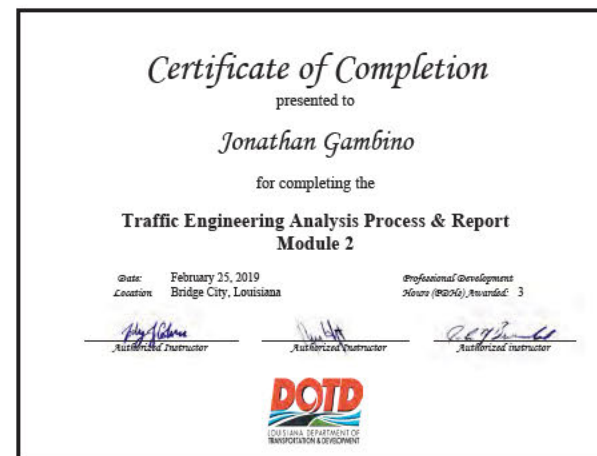 Certificate of Completion
presented to
Jonathan Gambino
for completing the
Traffic Engineering Analysis Process & Report
Module 2
Date: February 25, 2019
Location Bridge City, Louisiana
Professional Development
Hours (PDHs) Awarded: 3
Authorized Instructor
Authorized Instructor
Authorized instructor
DOTD
LOUISIANA DEPARTMENT OF
TRANSPORTATION & DEVELOPMENT